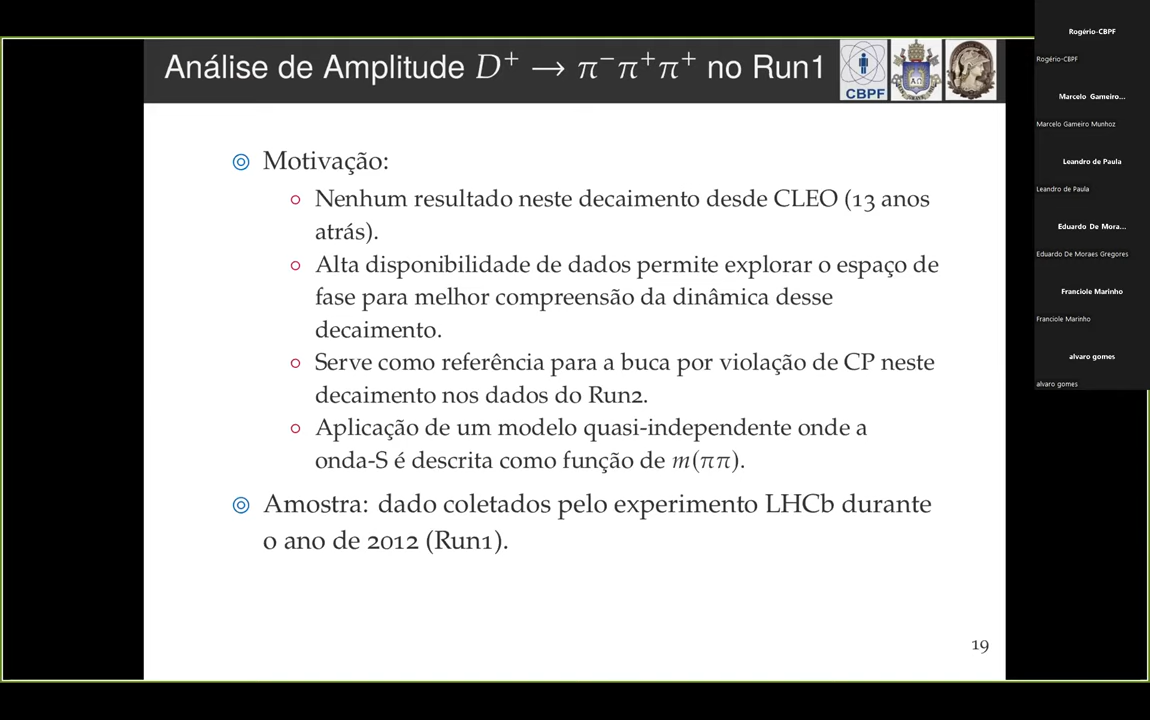 Análise de Amplitude D⁺ → π⁻π⁺π⁺ no Run1
CBPF
Motivação:
Nenhum resultado neste decaimento desde CLEO (13 anos
atrás).
Alta disponibilidade de dados permite explorar o espaço de
fase para melhor compreensão da dinâmica desse
decaimento.
Serve como referência para a buca por violação de CP neste
decaimento nos dados do Run2.
Aplicação de um modelo quasi-independente onde a
onda-S é descrita como função de m(ππ).
Amostra: dado coletados pelo experimento LHCb durante
o ano de 2012 (Run1).
19
Rogério-CBPF
Rogério-CBPF
Marcelo Gameiro...
Marcelo Gameiro Munhoz
Leandro de Paula
Leandro de Paula
Eduardo De Mora...
Eduardo De Moraes Gregores
Franciole Marinho
Franciole Marinho
alvaro gomes
alvaro gomes